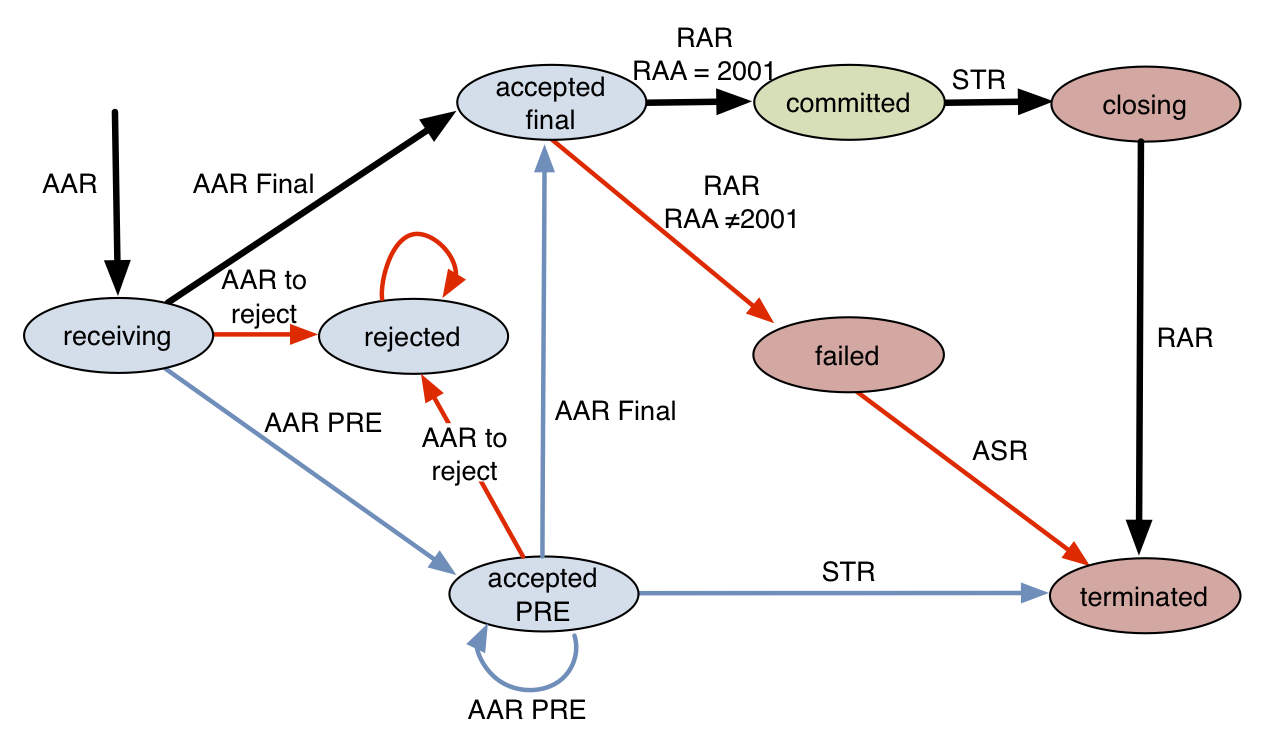 RAR
RAA = 2001
accepted
final
committed
STR
closing
AAR
AAR Final
RAR
RAA ≠2001
AAR to
reject
receiving
rejected
failed
RAR
AAR PRE
AAR Final
AAR to
reject
ASR
accepted
PRE
STR
terminated
AAR PRE